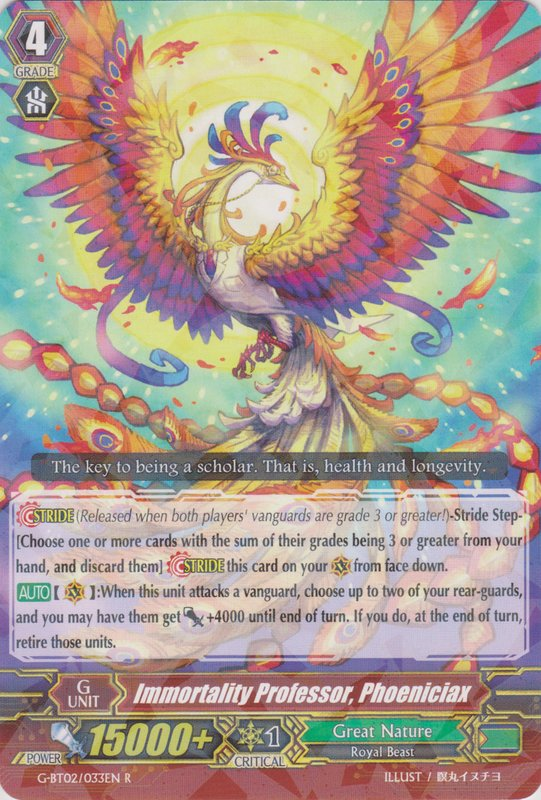 4
GRADE
The key to being a scholar. That is, health and longevity.
STRIDE (Released when both players' vanguards are grade 3 or greater!)-Stride Step-
[Choose one or more cards with the sum of their grades being 3 or greater from your
hand, and discard them] STRIDE this card on your V from face down.
AUTO【 V 】:When this unit attacks a vanguard, choose up to two of your rear-guards,
and you may have them get +4000 until end of turn. If you do, at the end of turn,
retire those units.
G
UNIT
Immortality Professor, Phoeniciax
POWER 15000+
1
CRITICAL
Great Nature
Royal Beast
G-BT02/033EN R
ILLUST / 瞑丸イヌチヨ